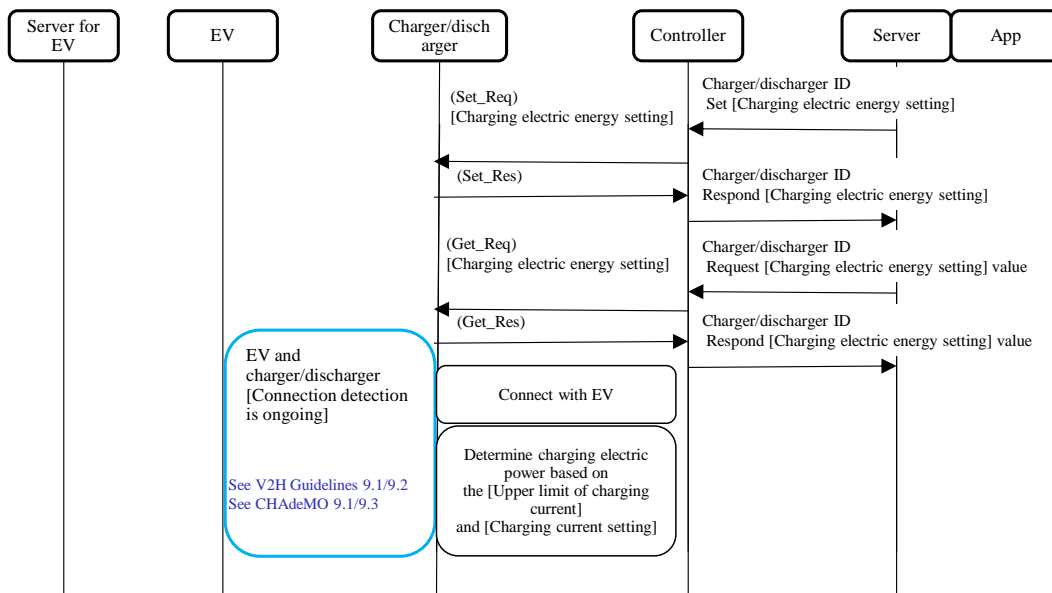 Server for
EV
EV
Charger/disch
arger
Controller
Server
App
Charger/discharger ID
Set [Charging electric energy setting]
(Set_Req)
[Charging electric energy setting]
(Set_Res)
Charger/discharger ID
Respond [Charging electric energy setting]
(Get_Req)
[Charging electric energy setting]
Charger/discharger ID
Request [Charging electric energy setting] value
(Get_Res)
Charger/discharger ID
Respond [Charging electric energy setting] value
EV and
charger/discharger
[Connection detection
is ongoing]
See V2H Guidelines 9.1/9.2
See CHAdeMO 9.1/9.3
Connect with EV
Determine charging electric
power based on
the [Upper limit of charging
current]
and [Charging current setting]